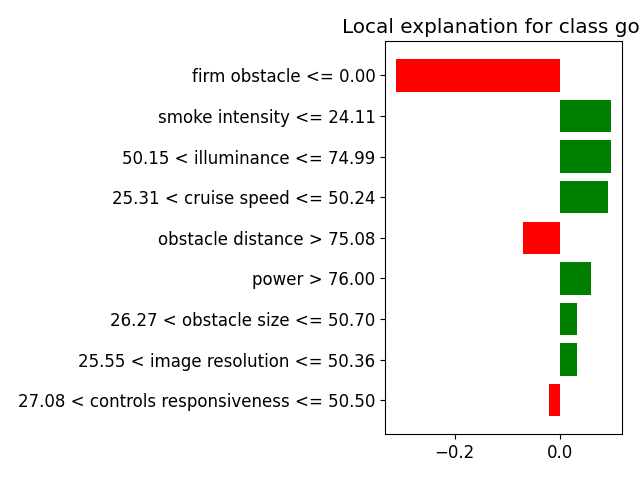 Local explanation for class go
firm obstacle <= 0.00
smoke intensity <= 24.11
50.15 < illuminance <= 74.99
25.31 < cruise speed <= 50.24
obstacle distance > 75.08
power > 76.00
26.27 < obstacle size <= 50.70
25.55 < image resolution <= 50.36
27.08 < controls responsiveness <= 50.50
−0.2 0.0